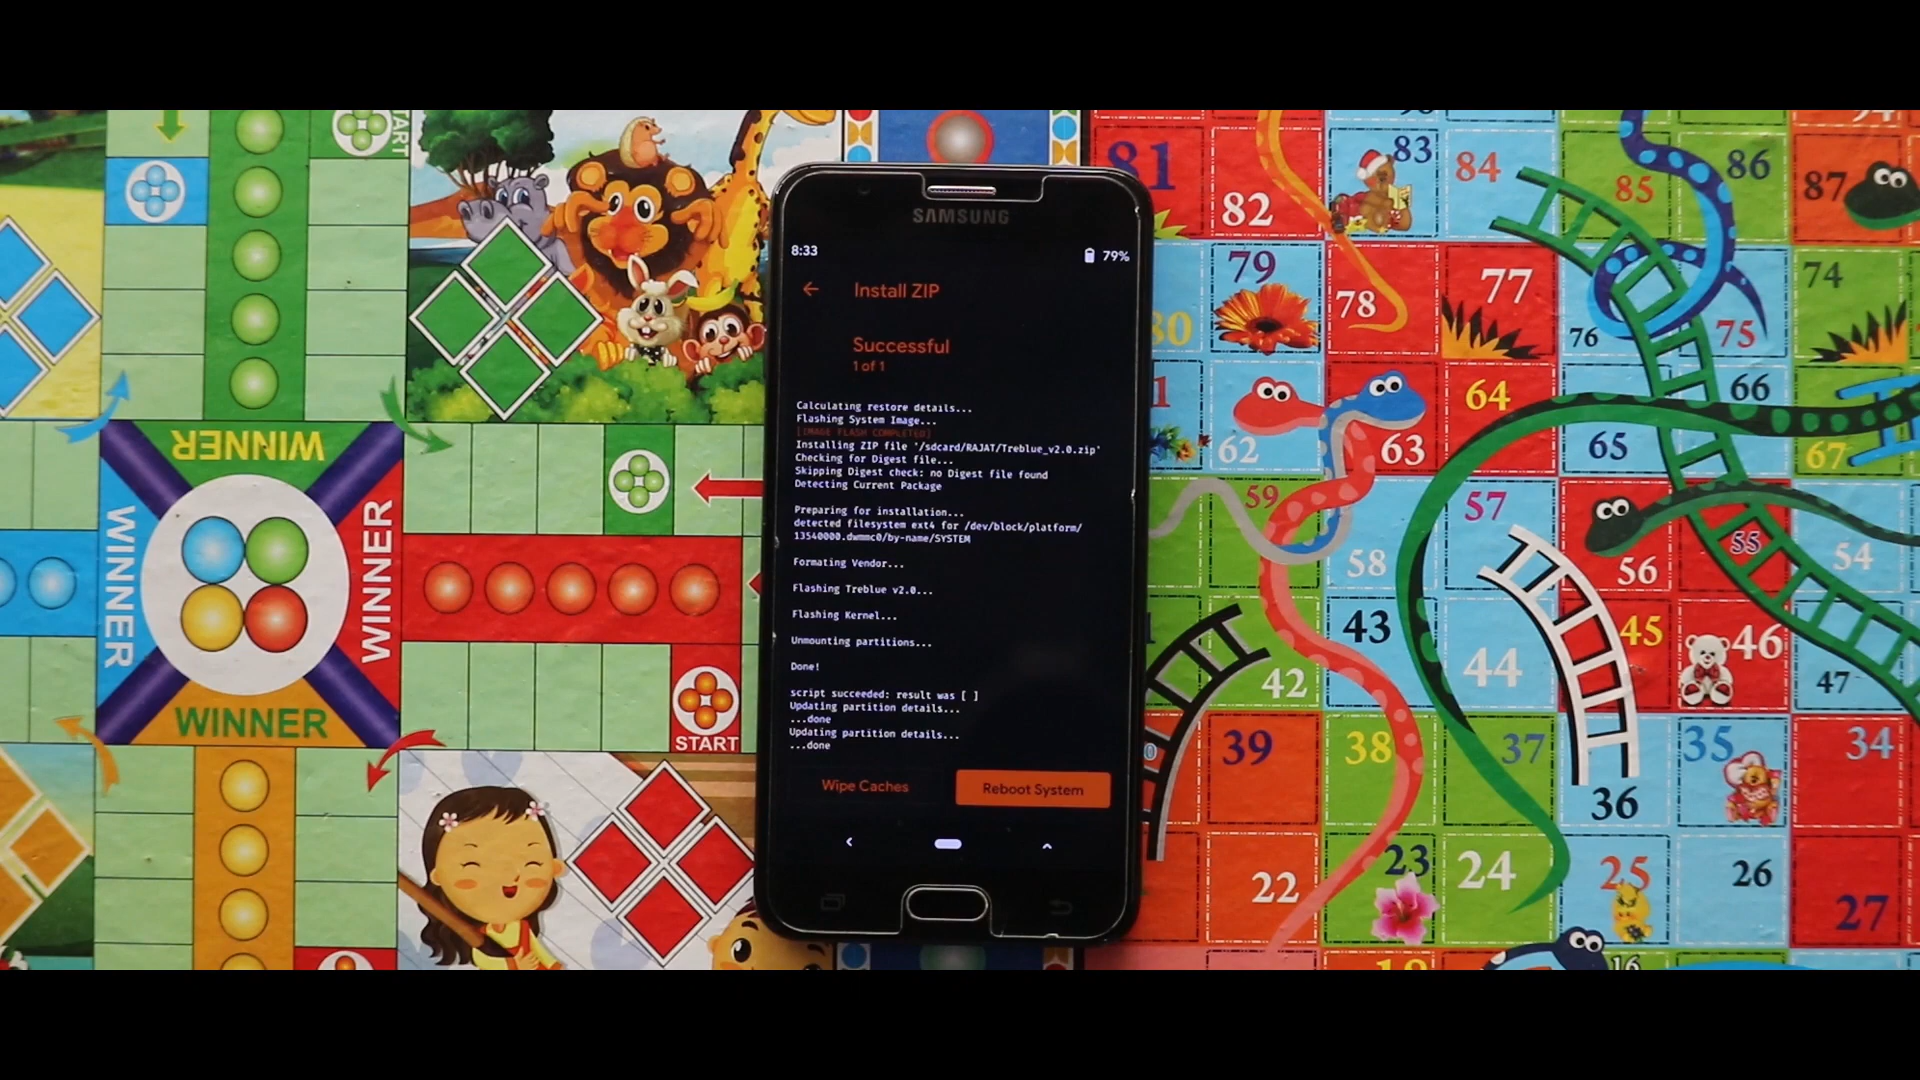 START
WINNER
WINNER
WINNER
WINNER
START
SAMSUNG
8:33
79%
Install ZIP
Successful
1 of 1
Calculating restore details...
Flashing System Image...
[IMAGE FLASH COMPLETED]
Installing ZIP file '/sdcard/RAJAT/Treblue_v2.0.zip'
Checking for Digest file...
Skipping Digest check: no Digest file found
Detecting Current Package
Preparing for installation...
detected filesystem ext4 for /dev/block/platform/
13540000.dwmmc0/by-name/SYSTEM
Formating Vendor...
Flashing Treblue v2.0...
Flashing Kernel...
Unmounting partitions...
Done!
script succeeded: result was [ ]
Updating partition details...
...done
Updating partition details...
...done
Wipe Caches
Reboot System
81 82 83 84 85 86 87
80 79 78 77 76 75 74
62 63 64 65 66 67
59 58 57 56 55 54
42 43 44 45 46 47
39 38 37 36 35 34
22 23 24 25 26 27
16